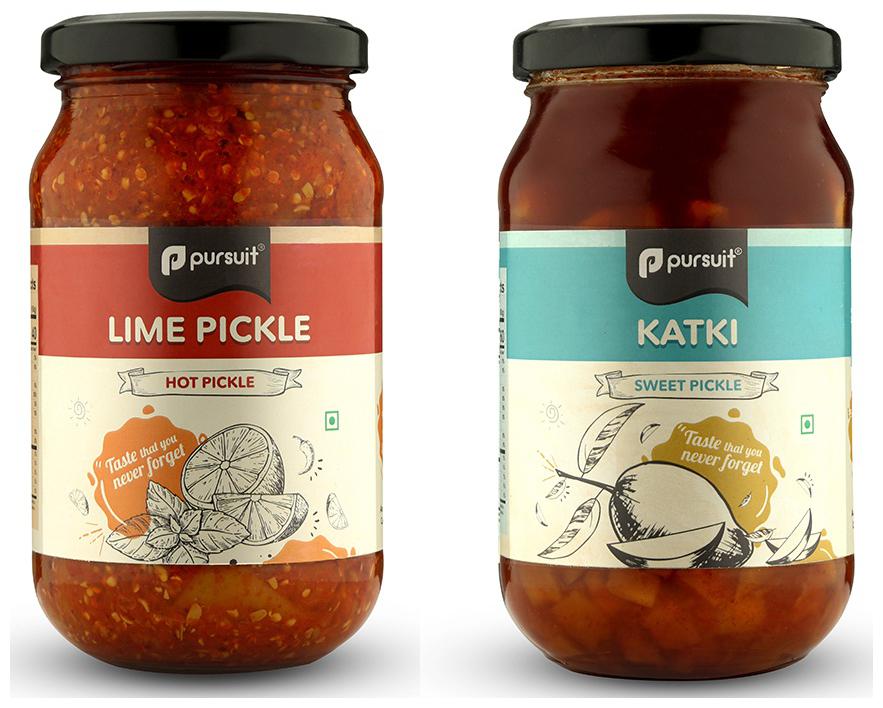 pursuit®
LIME PICKLE
HOT PICKLE
"Taste that you
never forget
pursuit®
KATKI
SWEET PICKLE
"Taste that you
never forget